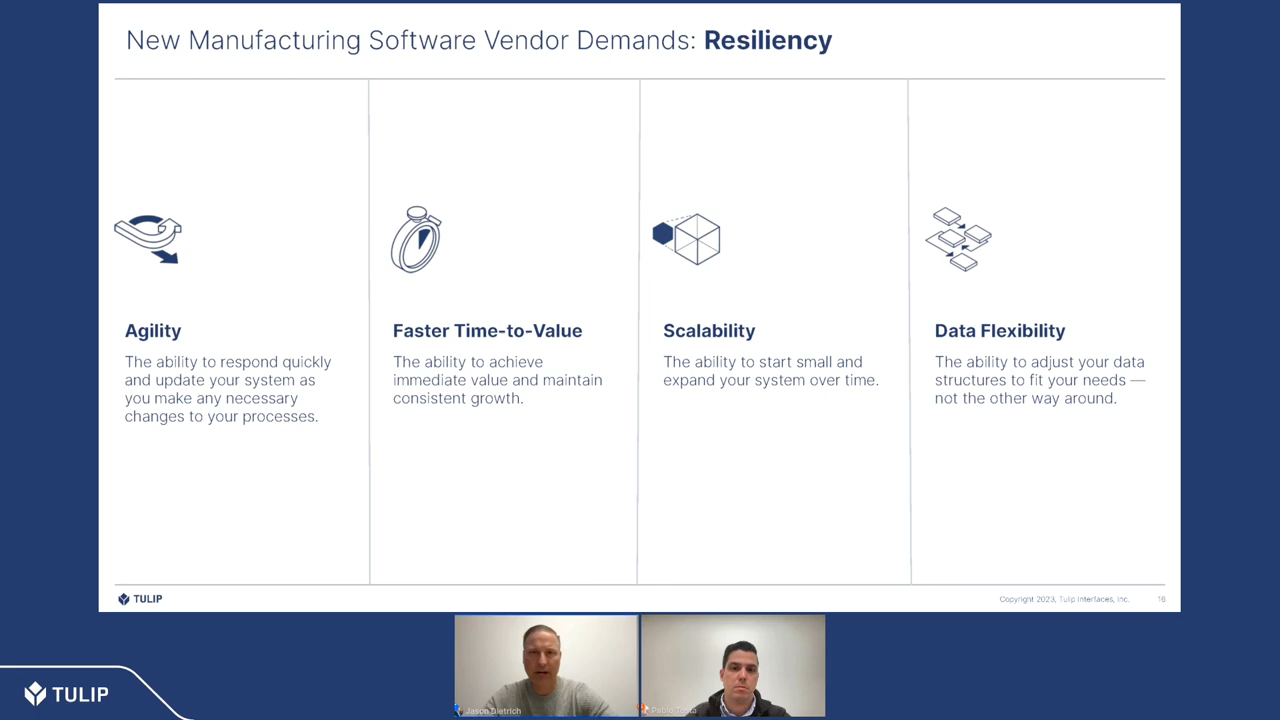 New Manufacturing Software Vendor Demands: Resiliency
Agility
The ability to respond quickly
and update your system as
you make any necessary
changes to your processes.
Faster Time-to-Value
The ability to achieve
immediate value and maintain
consistent growth.
Scalability
The ability to start small and
expand your system over time.
Data Flexibility
The ability to adjust your data
structures to fit your needs —
not the other way around.
TULIP
Copyright 2023, Tulip Interfaces, Inc.
16
Jason Dietrich
Pablo
TULIP